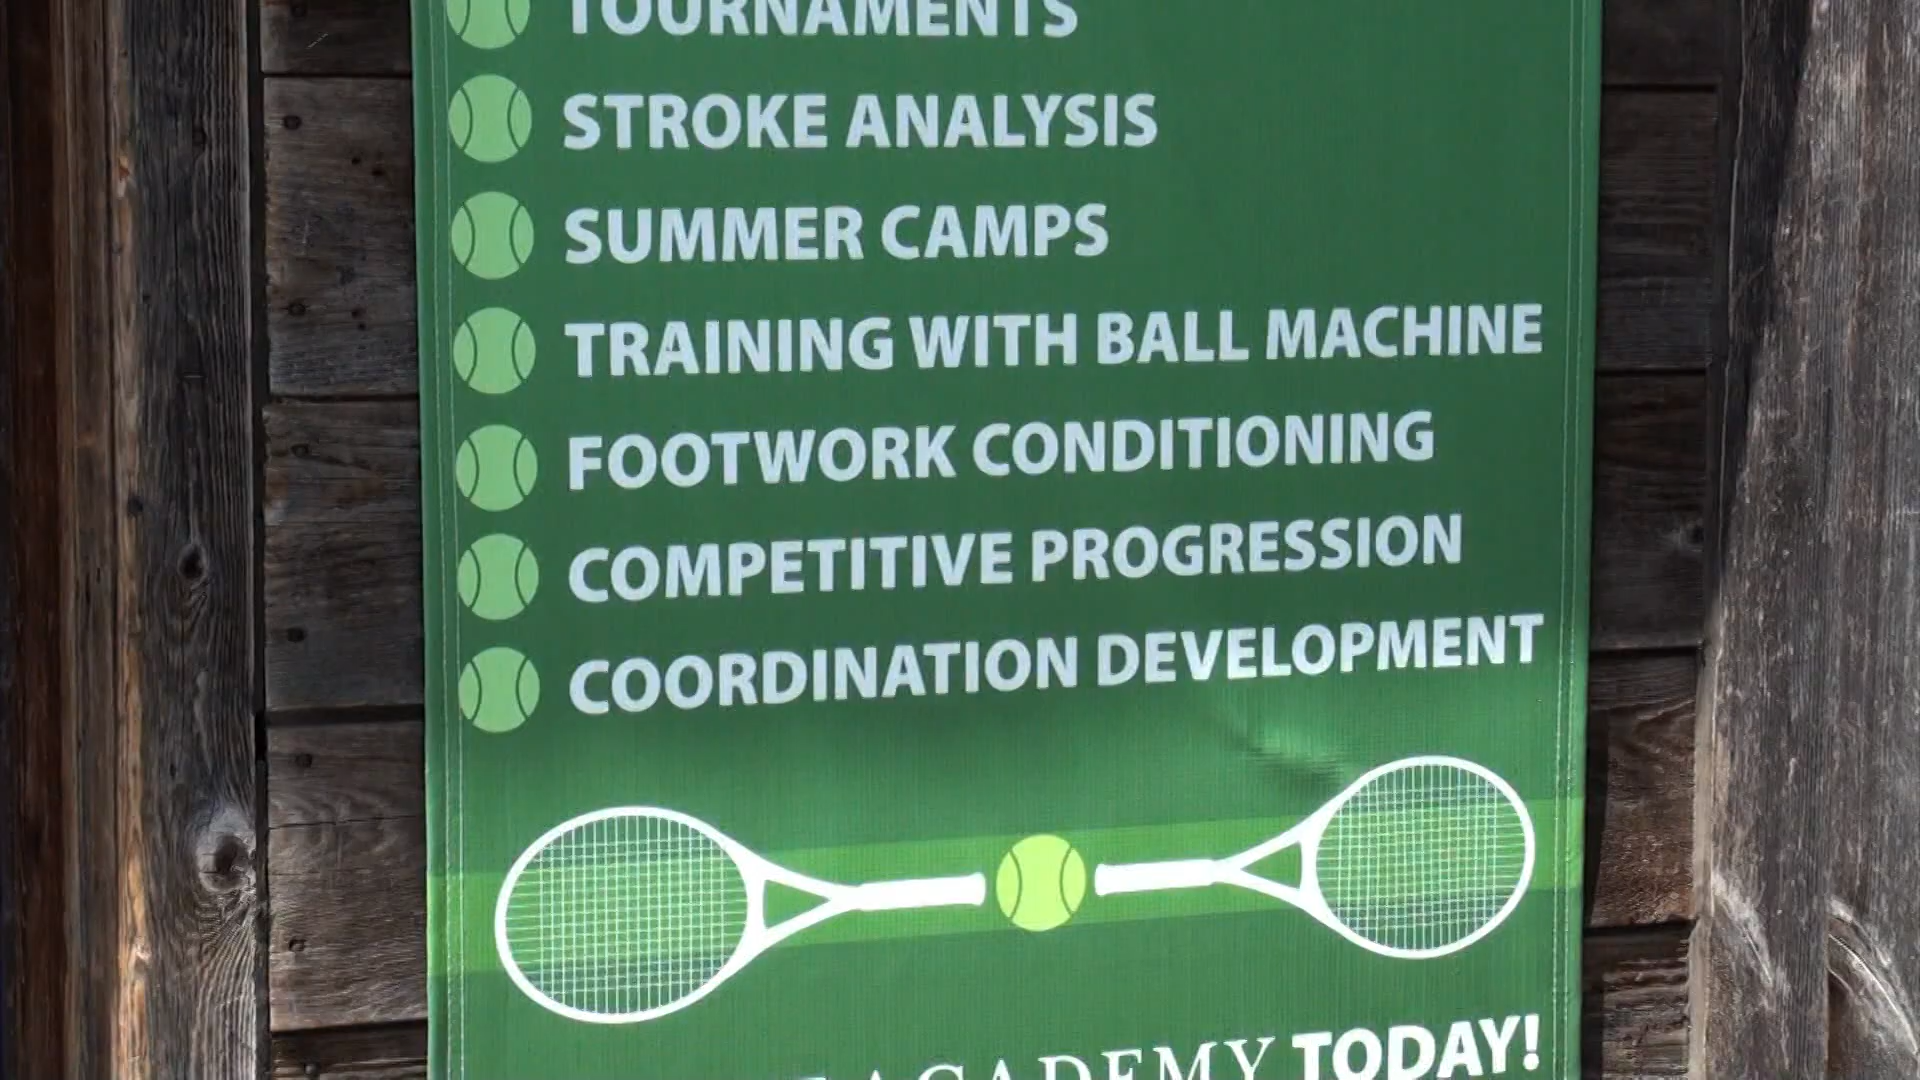 TOURNAMENTS
STROKE ANALYSIS
SUMMER CAMPS
TRAINING WITH BALL MACHINE
FOOTWORK CONDITIONING
COMPETITIVE PROGRESSION
COORDINATION DEVELOPMENT
ACADEMY TODAY!